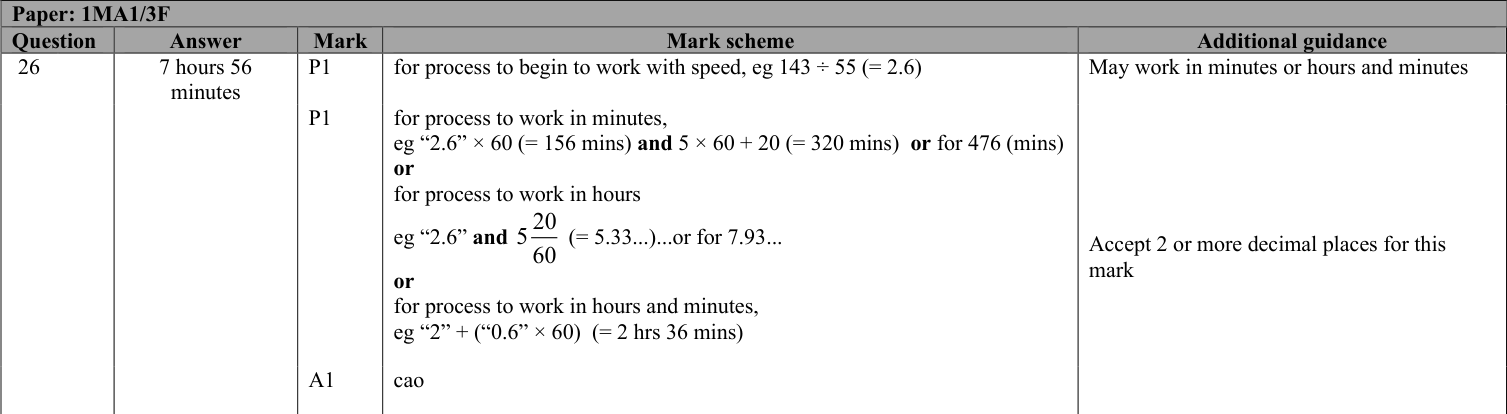 Paper: 1MA1/3F
Question Answer Mark Mark scheme Additional guidance
26 7 hours 56 P1 for process to begin to work with speed, eg 143 ÷ 55 (= 2.6) May work in minutes or hours and minutes
minutes
P1 for process to work in minutes,
eg “2.6” × 60 (= 156 mins) and 5 × 60 + 20 (= 320 mins) or for 476 (mins)
or
for process to work in hours
eg “2.6” and 5 20/60 (= 5.33...)...or for 7.93... Accept 2 or more decimal places for this
mark
or
for process to work in hours and minutes,
eg “2” + (“0.6” × 60) (= 2 hrs 36 mins)
A1 cao